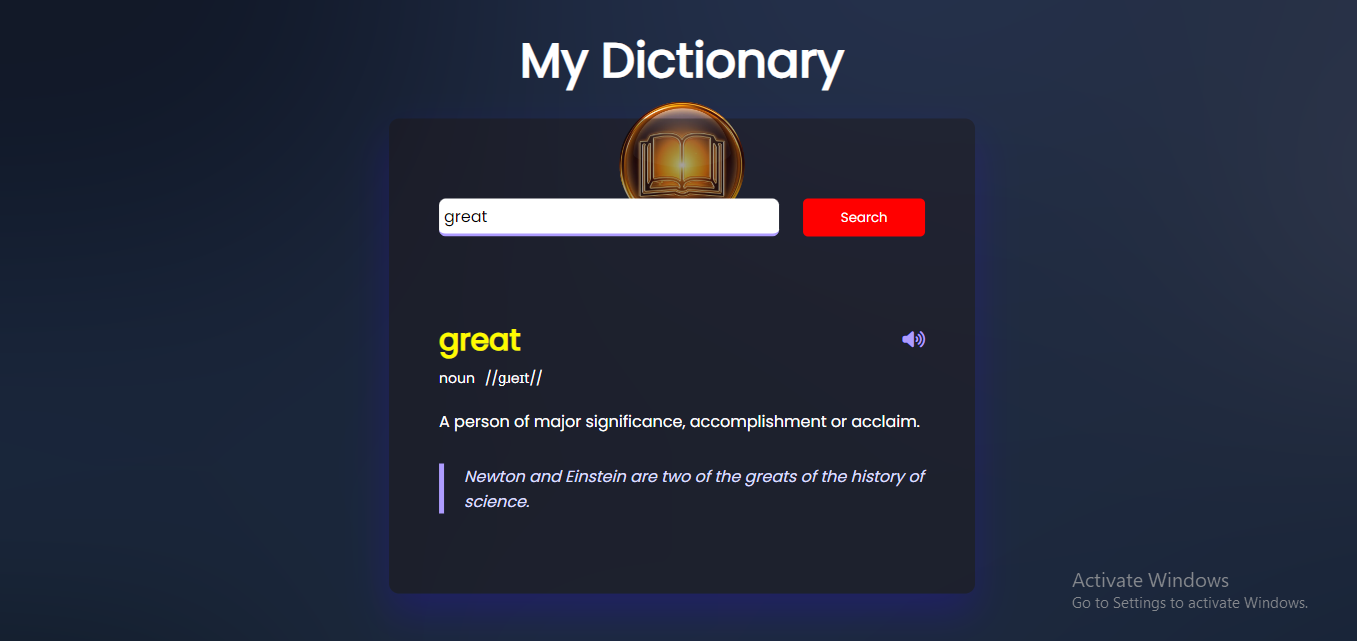 My Dictionary
great
Search
great
noun //ɡɹeɪt//
A person of major significance, accomplishment or acclaim.
Newton and Einstein are two of the greats of the history of
science.
Activate Windows
Go to Settings to activate Windows.